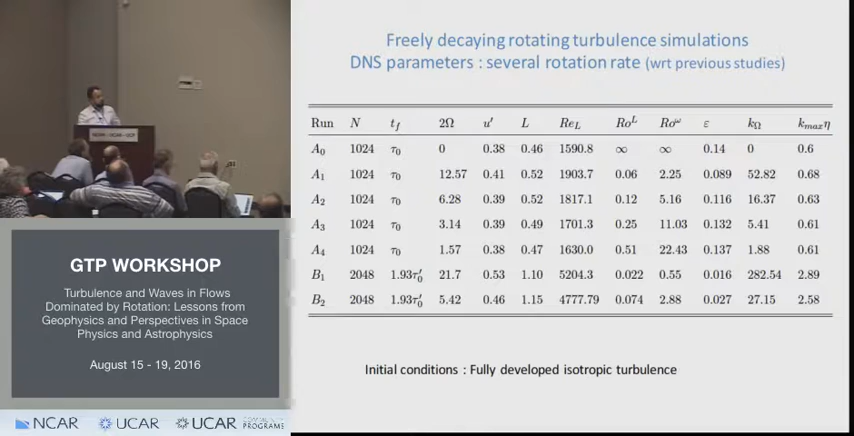 Freely decaying rotating turbulence simulations
DNS parameters : several rotation rate (wrt previous studies)
Run N t_f 2Ω u′ L Re_L Ro^L Ro^ω ε k_Ω k_max η
A_0 1024 τ_0 0 0.38 0.46 1590.8 ∞ ∞ 0.14 0 0.6
A_1 1024 τ_0 12.57 0.41 0.52 1903.7 0.06 2.25 0.089 52.82 0.68
A_2 1024 τ_0 6.28 0.39 0.52 1817.1 0.12 5.16 0.116 16.37 0.63
A_3 1024 τ_0 3.14 0.39 0.49 1701.3 0.25 11.03 0.132 5.41 0.61
A_4 1024 τ_0 1.57 0.38 0.47 1630.0 0.51 22.43 0.137 1.88 0.61
B_1 2048 1.93τ′_0 21.7 0.53 1.10 5204.3 0.022 0.55 0.016 282.54 2.89
B_2 2048 1.93τ′_0 5.42 0.46 1.15 4777.79 0.074 2.88 0.027 27.15 2.58
Initial conditions : Fully developed isotropic turbulence
GTP WORKSHOP
Turbulence and Waves in Flows
Dominated by Rotation: Lessons from
Geophysics and Perspectives in Space
Physics and Astrophysics
August 15 - 19, 2016
NCAR UCAR UCAR COMMUNITY
PROGRAMS